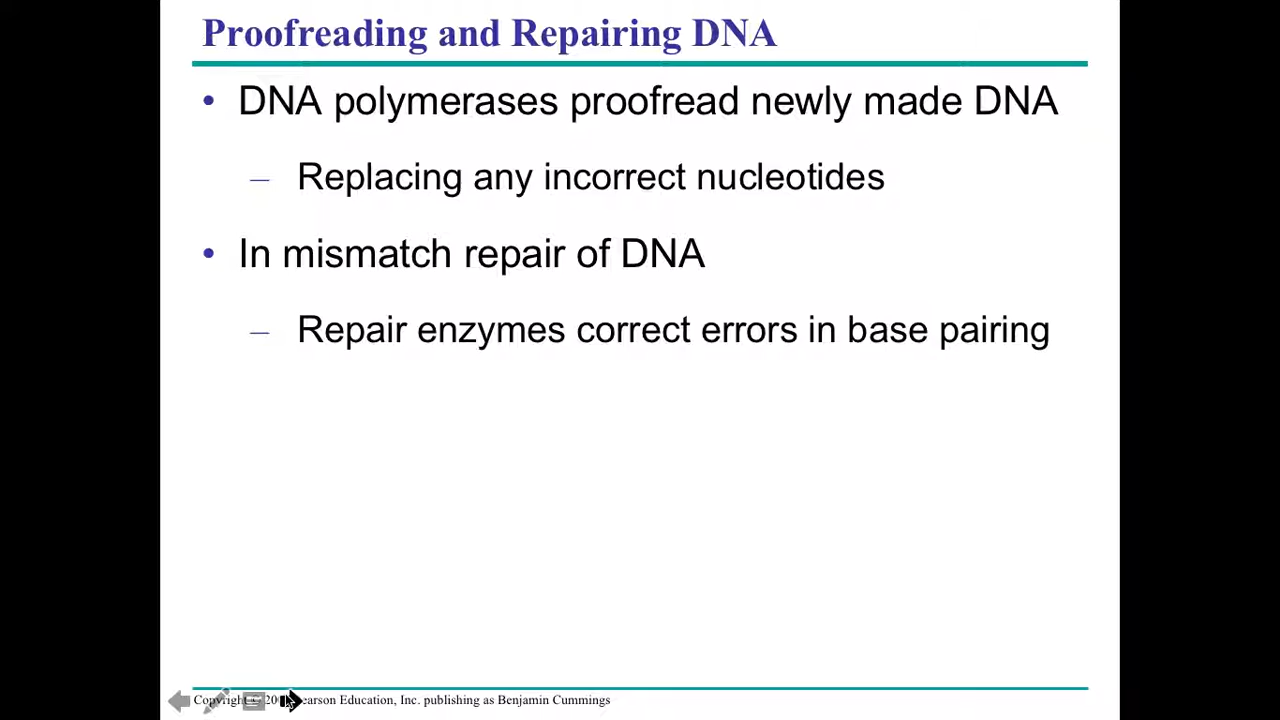 Proofreading and Repairing DNA
• DNA polymerases proofread newly made DNA
– Replacing any incorrect nucleotides
• In mismatch repair of DNA
– Repair enzymes correct errors in base pairing
Copyright © Education, Inc. publishing as Benjamin Cummings